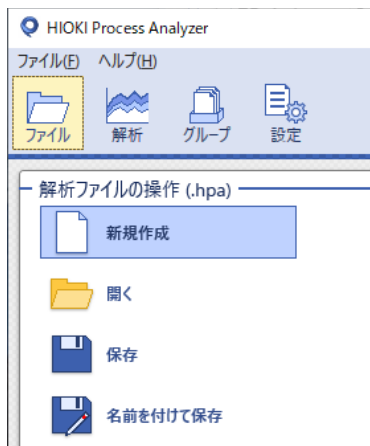 HIOKI Process Analyzer
ファイル(F) ヘルプ(H)
ファイル 解析 グループ 設定
解析ファイルの操作 (.hpa)
新規作成
開く
保存
名前を付けて保存